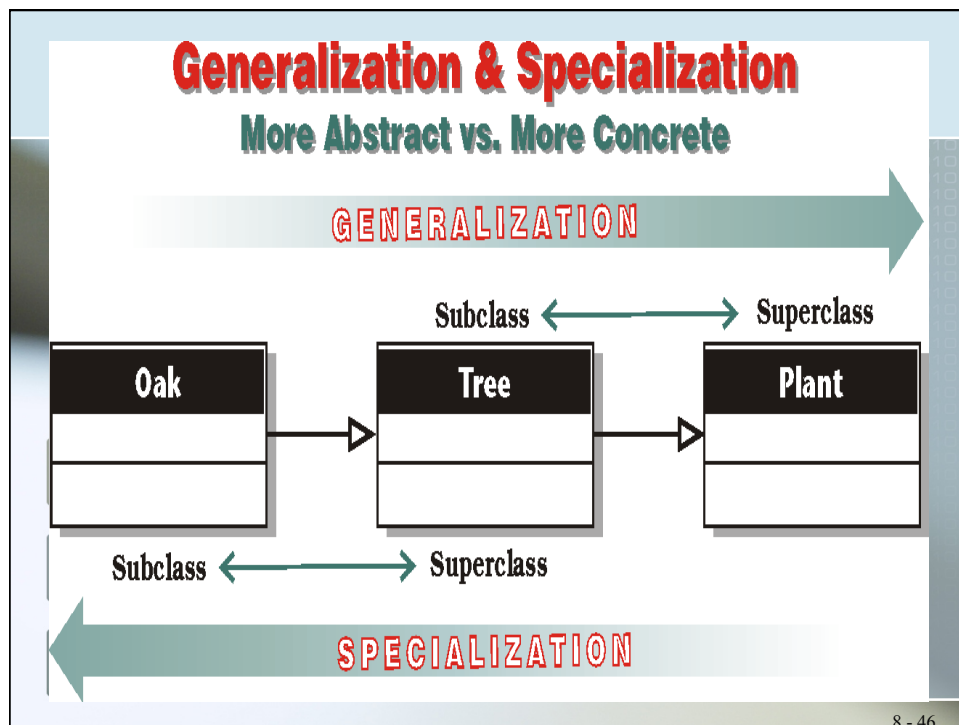 Generalization & Specialization
More Abstract vs. More Concrete
GENERALIZATION
Subclass Superclass
Oak Tree Plant
Subclass Superclass
SPECIALIZATION
8 - 46